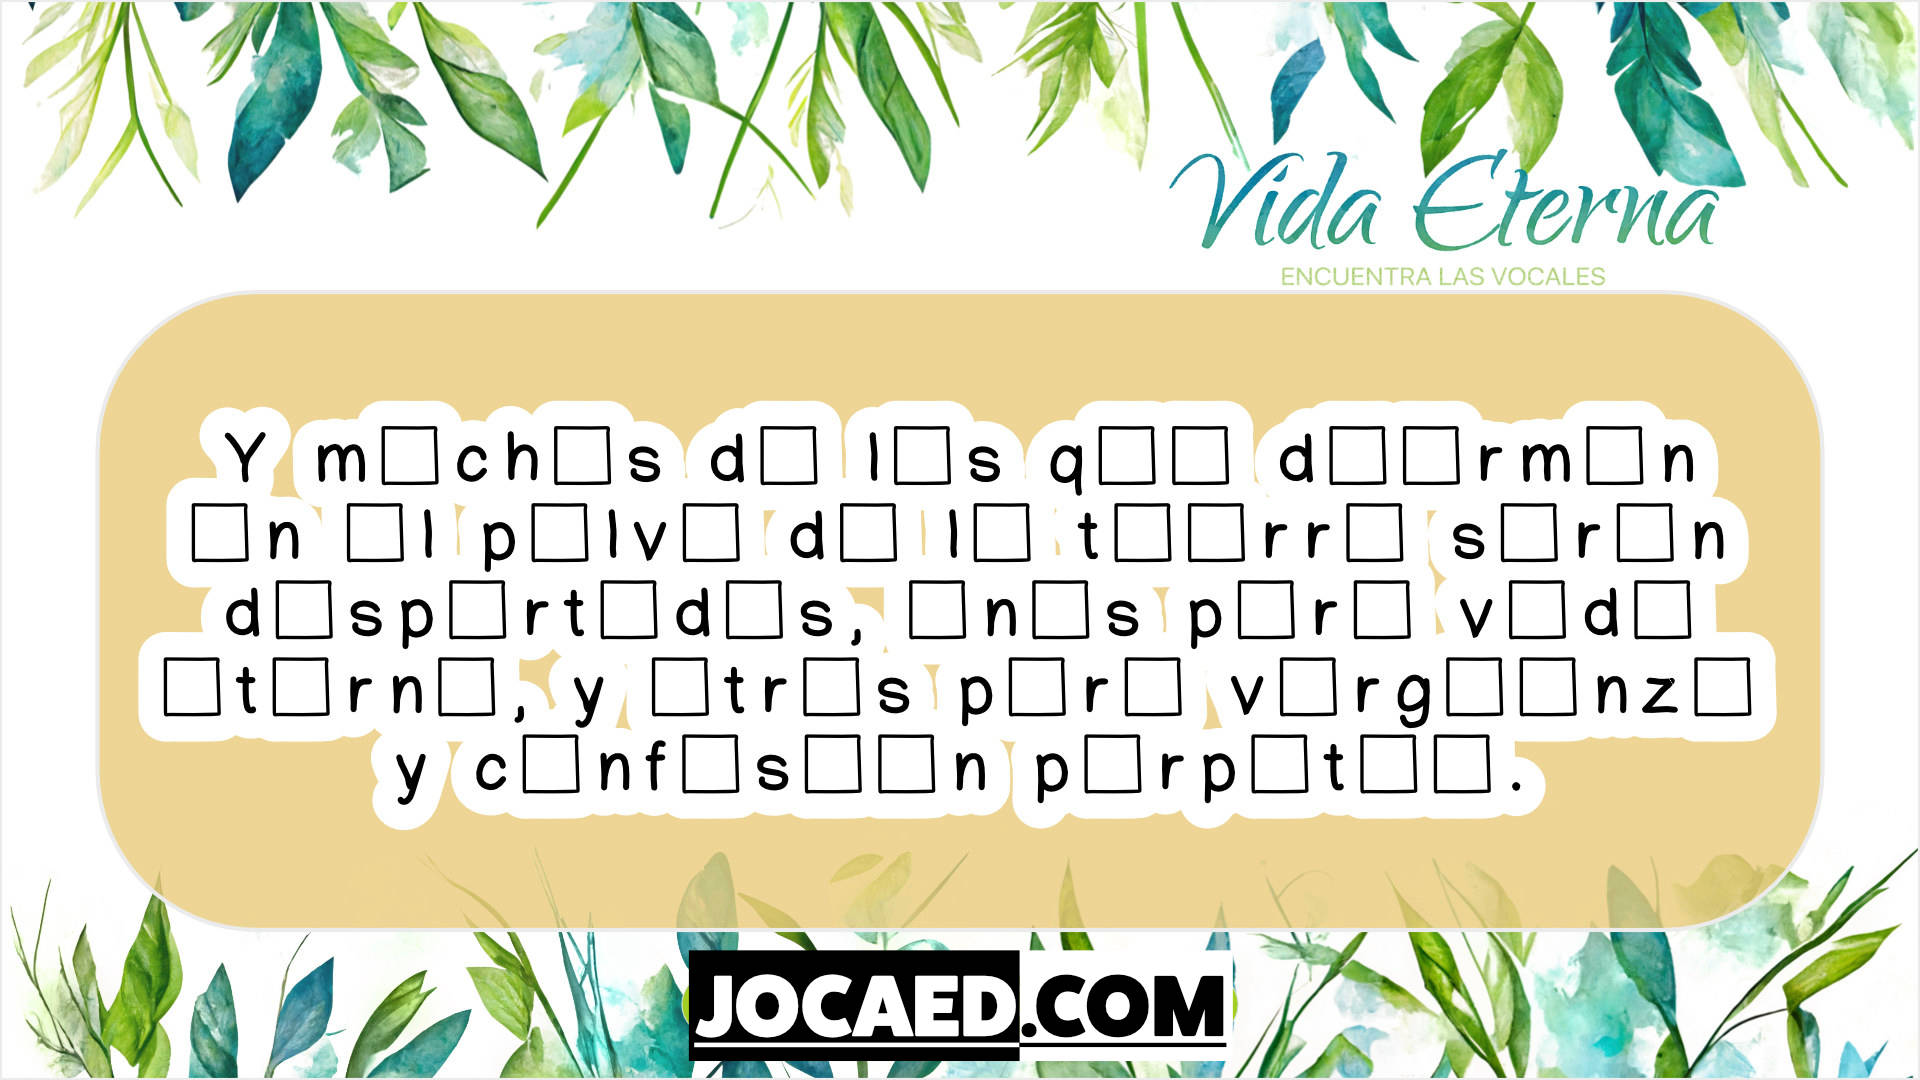 Vida Eterna
ENCUENTRA LAS VOCALES
Y m□ch□s d□ l□s q□□ d□□rm□n
□n □l p□lv□ d□ l□ t□□rr□ s□r□n
d□sp□rt□d□s, □n□s p□r□ v□d□
□t□rn□, y □tr□s p□r□ v□rg□□nz□
y c□nf□s□□n p□rp□t□□.
JOCAED.COM